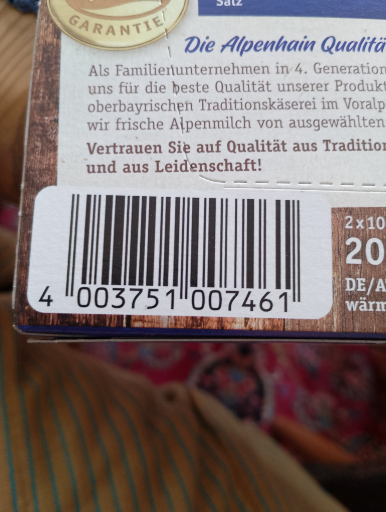 GARANTIE
Salz
Die Alpenhain Qualitä
Als Familienunternehmen in 4. Generation
uns für die beste Qualität unserer Produkt
oberbayrischen Traditionskäserei im Voralp
wir frische Alpenmilch von ausgewählten
Vertrauen Sie auf Qualität aus Tradition
und aus Leidenschaft!
4 003751 007461
2 x 10
20
DE/A
wärm